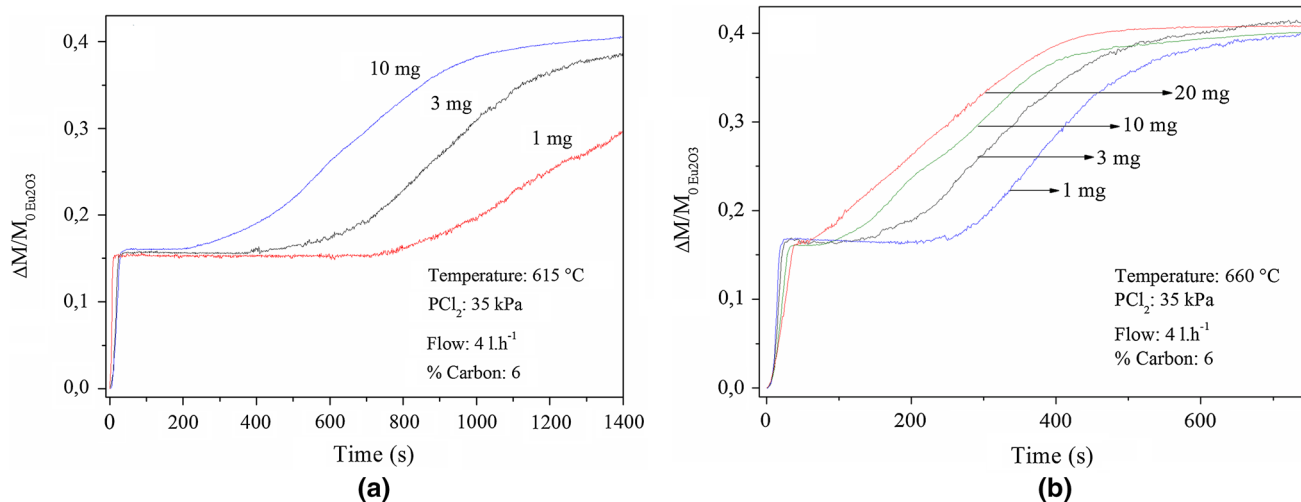 0,4
0,3
0,2
0,1
0,0
ΔM/M0 Eu2O3
10 mg
3 mg
1 mg
Temperature: 615 °C
PCl2: 35 kPa
Flow: 4 l.h-1
% Carbon: 6
0 200 400 600 800 1000 1200 1400
Time (s)
(a)
0,4
0,3
0,2
0,1
0,0
ΔM/M0 Eu2O3
20 mg
10 mg
3 mg
1 mg
Temperature: 660 °C
PCl2: 35 kPa
Flow: 4 l.h-1
% Carbon: 6
0 200 400 600
Time (s)
(b)